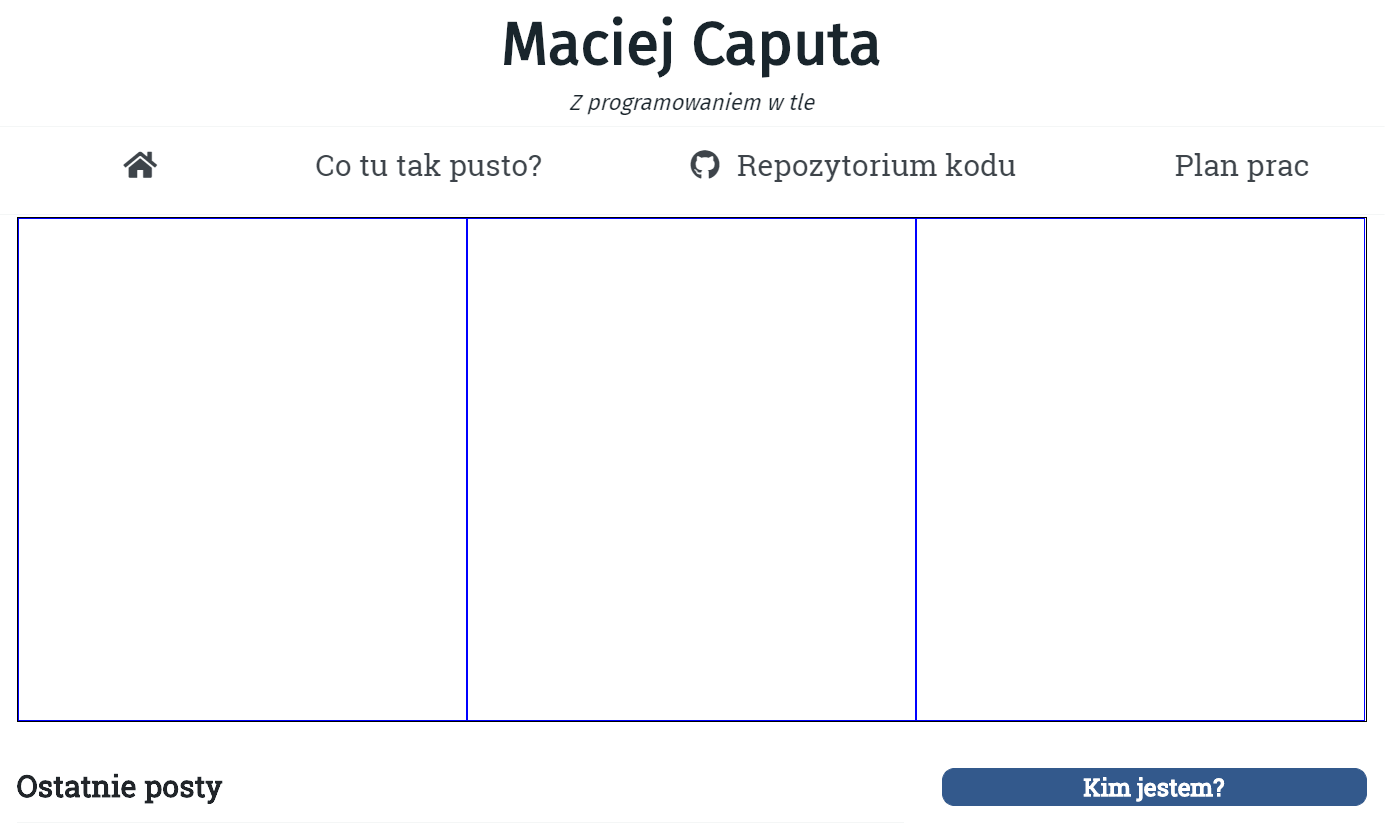 Maciej Caputa
Z programowaniem w tle
Co tu tak pusto? Repozytorium kodu Plan prac
Ostatnie posty
Kim jestem?